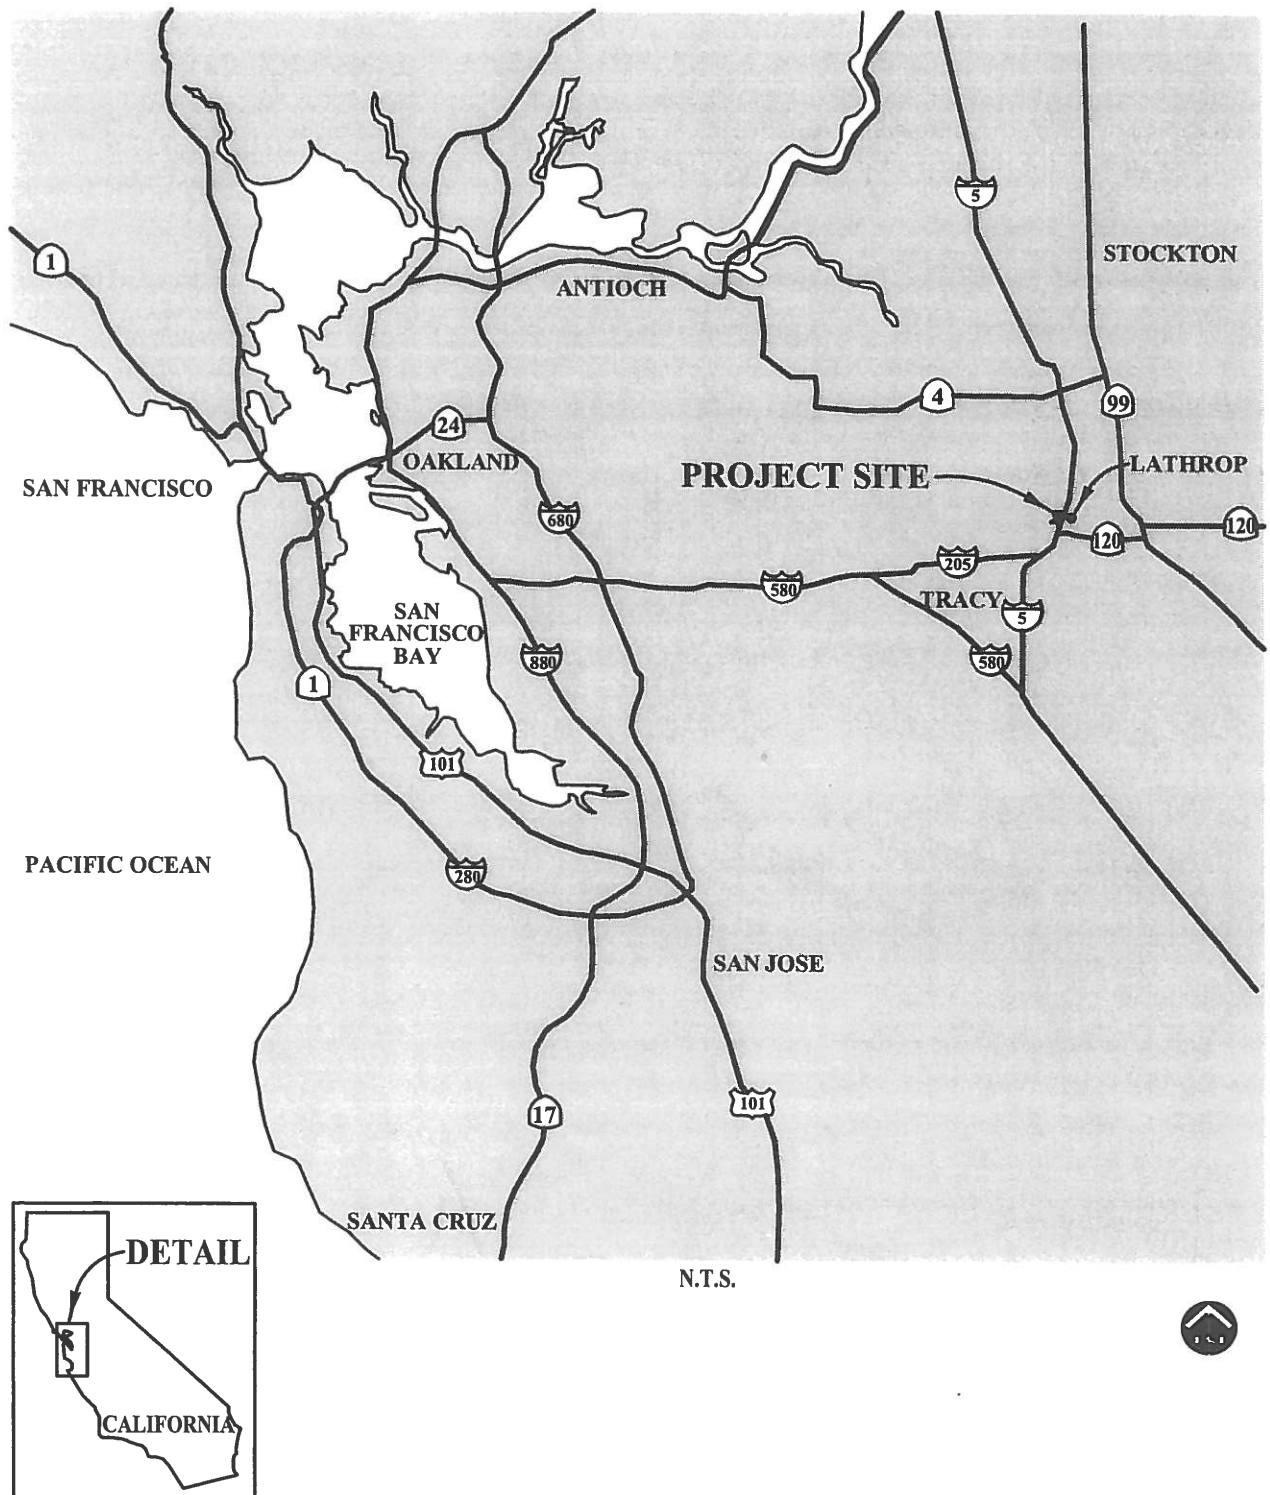 5
STOCKTON
1
ANTIOCH
4
99
24
OAKLAND
PROJECT SITE
LATHROP
SAN FRANCISCO
680
120
120
205
580
TRACY
5
SAN
FRANCISCO
BAY
880
580
1
101
PACIFIC OCEAN
280
SAN JOSE
17
101
SANTA CRUZ
N.T.S.
DETAIL
CALIFORNIA